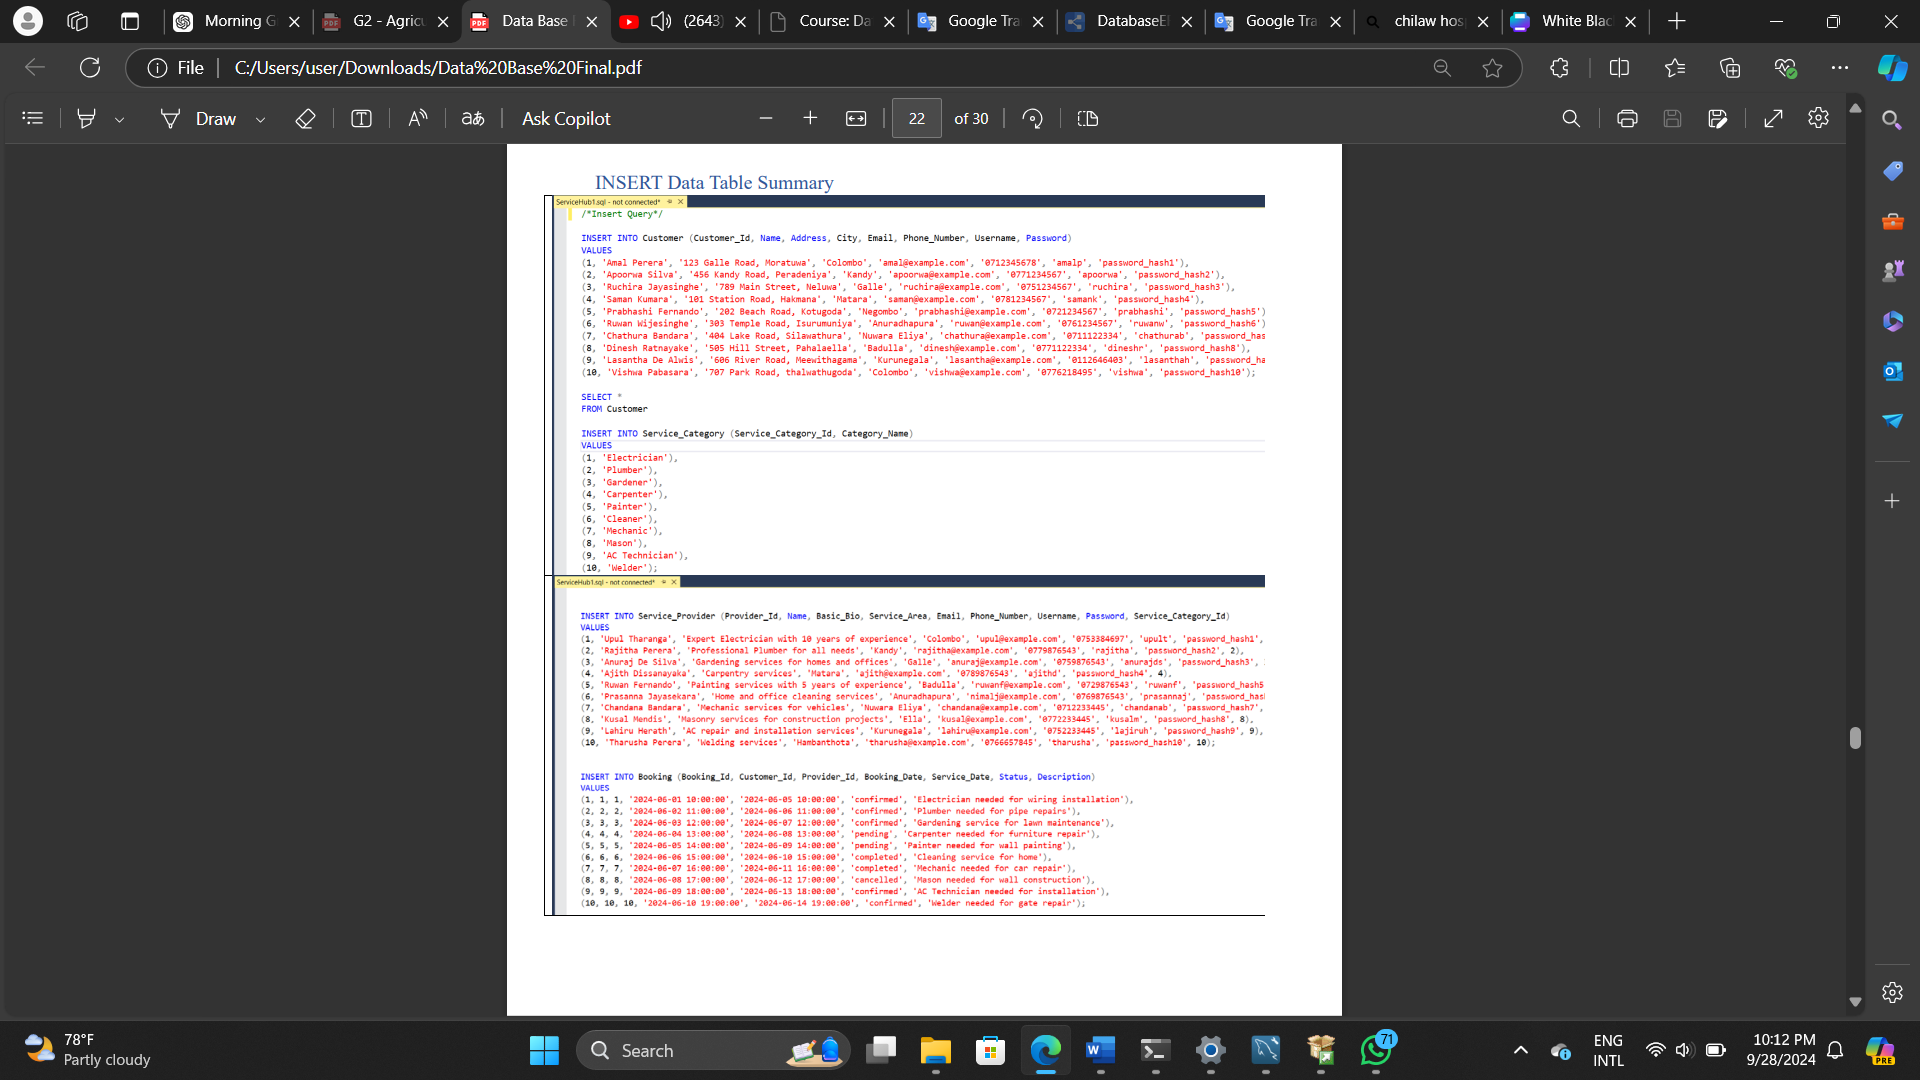 Morning G
G2 - Agricu
Data Base F
(2643)
Course: Da
Google Tra
DatabaseEF
Google Tra
chilaw hos
White Blac
File
C:/Users/user/Downloads/Data%20Base%20Final.pdf
Draw
Ask Copilot
22
of 30
INSERT Data Table Summary
ServiceHub1.sql - not connected*
/*Insert Query*/
INSERT INTO Customer (Customer_Id, Name, Address, City, Email, Phone_Number, Username, Password)
VALUES
(1, 'Amal Perera', '123 Galle Road, Moratuwa', 'Colombo', 'amal@example.com', '0712345678', 'amalp', 'password_hash1'),
(2, 'Apoorwa Silva', '456 Kandy Road, Peradeniya', 'Kandy', 'apoorwa@example.com', '0771234567', 'apoorwa', 'password_hash2'),
(3, 'Ruchira Jayasinghe', '789 Main Street, Neluwa', 'Galle', 'ruchira@example.com', '0751234567', 'ruchira', 'password_hash3'),
(4, 'Saman Kumara', '101 Station Road, Hakmana', 'Matara', 'saman@example.com', '0781234567', 'samank', 'password_hash4'),
(5, 'Prabhashi Fernando', '202 Beach Road, Kotugoda', 'Negombo', 'prabhashi@example.com', '0721234567', 'prabhashi', 'password_hash5')
(6, 'Ruwan Wijesinghe', '303 Temple Road, Isurumuniya', 'Anuradhapura', 'ruwan@example.com', '0761234567', 'ruwanw', 'password_hash6')
(7, 'Chathura Bandara', '404 Lake Road, Silawathura', 'Nuwara Eliya', 'chathura@example.com', '0711122334', 'chathurab', 'password_has
(8, 'Dinesh Ratnayake', '505 Hill Street, Pahalaella', 'Badulla', 'dinesh@example.com', '0771122334', 'dineshr', 'password_hash8'),
(9, 'Lasantha De Alwis', '606 River Road, Meewithagama', 'Kurunegala', 'lasantha@example.com', '0112646403', 'lasanthah', 'password_ha
(10, 'Vishwa Pabasara', '707 Park Road, thalwathugoda', 'Colombo', 'vishwa@example.com', '0776218495', 'vishwa', 'password_hash10');
SELECT *
FROM Customer
INSERT INTO Service_Category (Service_Category_Id, Category_Name)
VALUES
(1, 'Electrician'),
(2, 'Plumber'),
(3, 'Gardener'),
(4, 'Carpenter'),
(5, 'Painter'),
(6, 'Cleaner'),
(7, 'Mechanic'),
(8, 'Mason'),
(9, 'AC Technician'),
(10, 'Welder');
ServiceHub1.sql - not connected*
INSERT INTO Service_Provider (Provider_Id, Name, Basic_Bio, Service_Area, Email, Phone_Number, Username, Password, Service_Category_Id)
VALUES
(1, 'Upul Tharanga', 'Expert Electrician with 10 years of experience', 'Colombo', 'upul@example.com', '0753384697', 'upult', 'password_hash1',
(2, 'Rajitha Perera', 'Professional Plumber for all needs', 'Kandy', 'rajitha@example.com', '0779876543', 'rajitha', 'password_hash2', 2),
(3, 'Anuraj De Silva', 'Gardening services for homes and offices', 'Galle', 'anuraj@example.com', '0759876543', 'anurajds', 'password_hash3',
(4, 'Ajith Dissanayaka', 'Carpentry services', 'Matara', 'ajith@example.com', '0789876543', 'ajithd', 'password_hash4', 4),
(5, 'Ruwan Fernando', 'Painting services with 5 years of experience', 'Badulla', 'ruwanf@example.com', '0729876543', 'ruwanf', 'password_hash5
(6, 'Prasanna Jayasekara', 'Home and office cleaning services', 'Anuradhapura', 'nimalj@example.com', '0769876543', 'prasannaj', 'password_hash
(7, 'Chandana Bandara', 'Mechanic services for vehicles', 'Nuwara Eliya', 'chandana@example.com', '0712233445', 'chandanab', 'password_hash7',
(8, 'Kusal Mendis', 'Masonry services for construction projects', 'Ella', 'kusal@example.com', '0772233445', 'kusalm', 'password_hash8', 8),
(9, 'Lahiru Herath', 'AC repair and installation services', 'Kurunegala', 'lahiru@example.com', '0752233445', 'lajiruh', 'password_hash9', 9),
(10, 'Tharusha Perera', 'Welding services', 'Hambanthota', 'tharusha@example.com', '0766657845', 'tharusha', 'password_hash10', 10);
INSERT INTO Booking (Booking_Id, Customer_Id, Provider_Id, Booking_Date, Service_Date, Status, Description)
VALUES
(1, 1, 1, '2024-06-01 10:00:00', '2024-06-05 10:00:00', 'confirmed', 'Electrician needed for wiring installation'),
(2, 2, 2, '2024-06-02 11:00:00', '2024-06-06 11:00:00', 'confirmed', 'Plumber needed for pipe repairs'),
(3, 3, 3, '2024-06-03 12:00:00', '2024-06-07 12:00:00', 'confirmed', 'Gardening service for lawn maintenance'),
(4, 4, 4, '2024-06-04 13:00:00', '2024-06-08 13:00:00', 'pending', 'Carpenter needed for furniture repair'),
(5, 5, 5, '2024-06-05 14:00:00', '2024-06-09 14:00:00', 'pending', 'Painter needed for wall painting'),
(6, 6, 6, '2024-06-06 15:00:00', '2024-06-10 15:00:00', 'completed', 'Cleaning service for home'),
(7, 7, 7, '2024-06-07 16:00:00', '2024-06-11 16:00:00', 'completed', 'Mechanic needed for car repair'),
(8, 8, 8, '2024-06-08 17:00:00', '2024-06-12 17:00:00', 'cancelled', 'Mason needed for wall construction'),
(9, 9, 9, '2024-06-09 18:00:00', '2024-06-13 18:00:00', 'confirmed', 'AC Technician needed for installation'),
(10, 10, 10, '2024-06-10 19:00:00', '2024-06-14 19:00:00', 'confirmed', 'Welder needed for gate repair');
78°F
Partly cloudy
Search
71
ENG
INTL
10:12 PM
9/28/2024
PRE